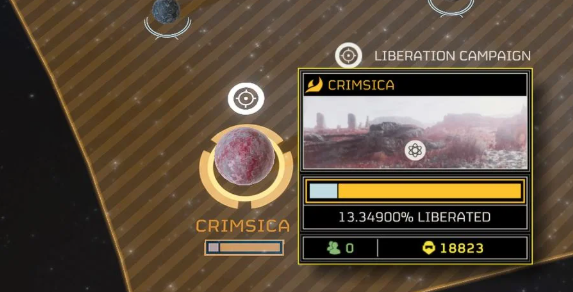 LIBERATION CAMPAIGN
CRIMSICA
13.34900% LIBERATED
0
18823
CRIMSICA